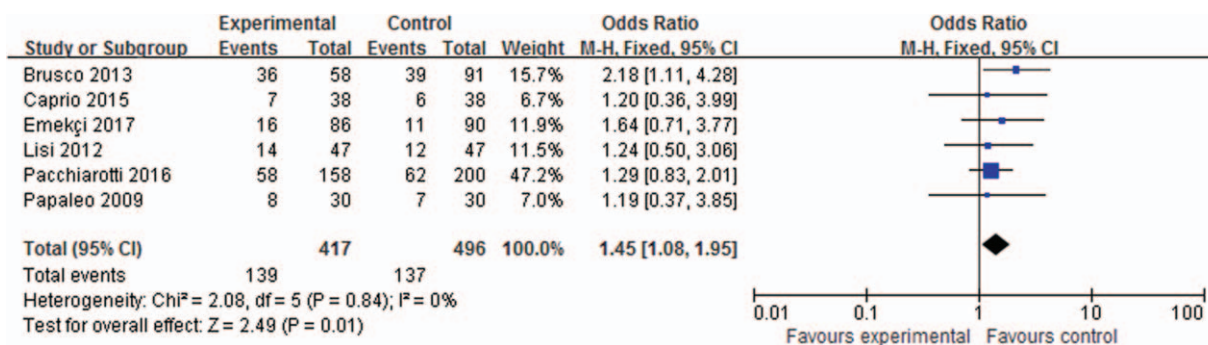 Experimental Control Odds Ratio Odds Ratio
Study or Subgroup Events Total Events Total Weight M-H, Fixed, 95% CI M-H, Fixed, 95% CI
Brusco 2013 36 58 39 91 15.7% 2.18 [1.11, 4.28]
Caprio 2015 7 38 6 38 6.7% 1.20 [0.36, 3.99]
Emekçi 2017 16 86 11 90 11.9% 1.64 [0.71, 3.77]
Lisi 2012 14 47 12 47 11.5% 1.24 [0.50, 3.06]
Pacchiarotti 2016 58 158 62 200 47.2% 1.29 [0.83, 2.01]
Papaleo 2009 8 30 7 30 7.0% 1.19 [0.37, 3.85]
Total (95% CI) 417 496 100.0% 1.45 [1.08, 1.95]
Total events 139 137
Heterogeneity: Chi² = 2.08, df = 5 (P = 0.84); I² = 0%
Test for overall effect: Z = 2.49 (P = 0.01)
0.01 0.1 1 10 100
Favours experimental Favours control